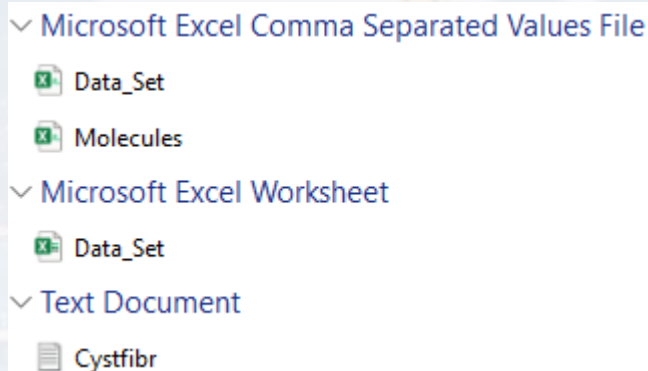 Microsoft Excel Comma Separated Values File
Data_Set
Molecules
Microsoft Excel Worksheet
Data_Set
Text Document
Cystfibr